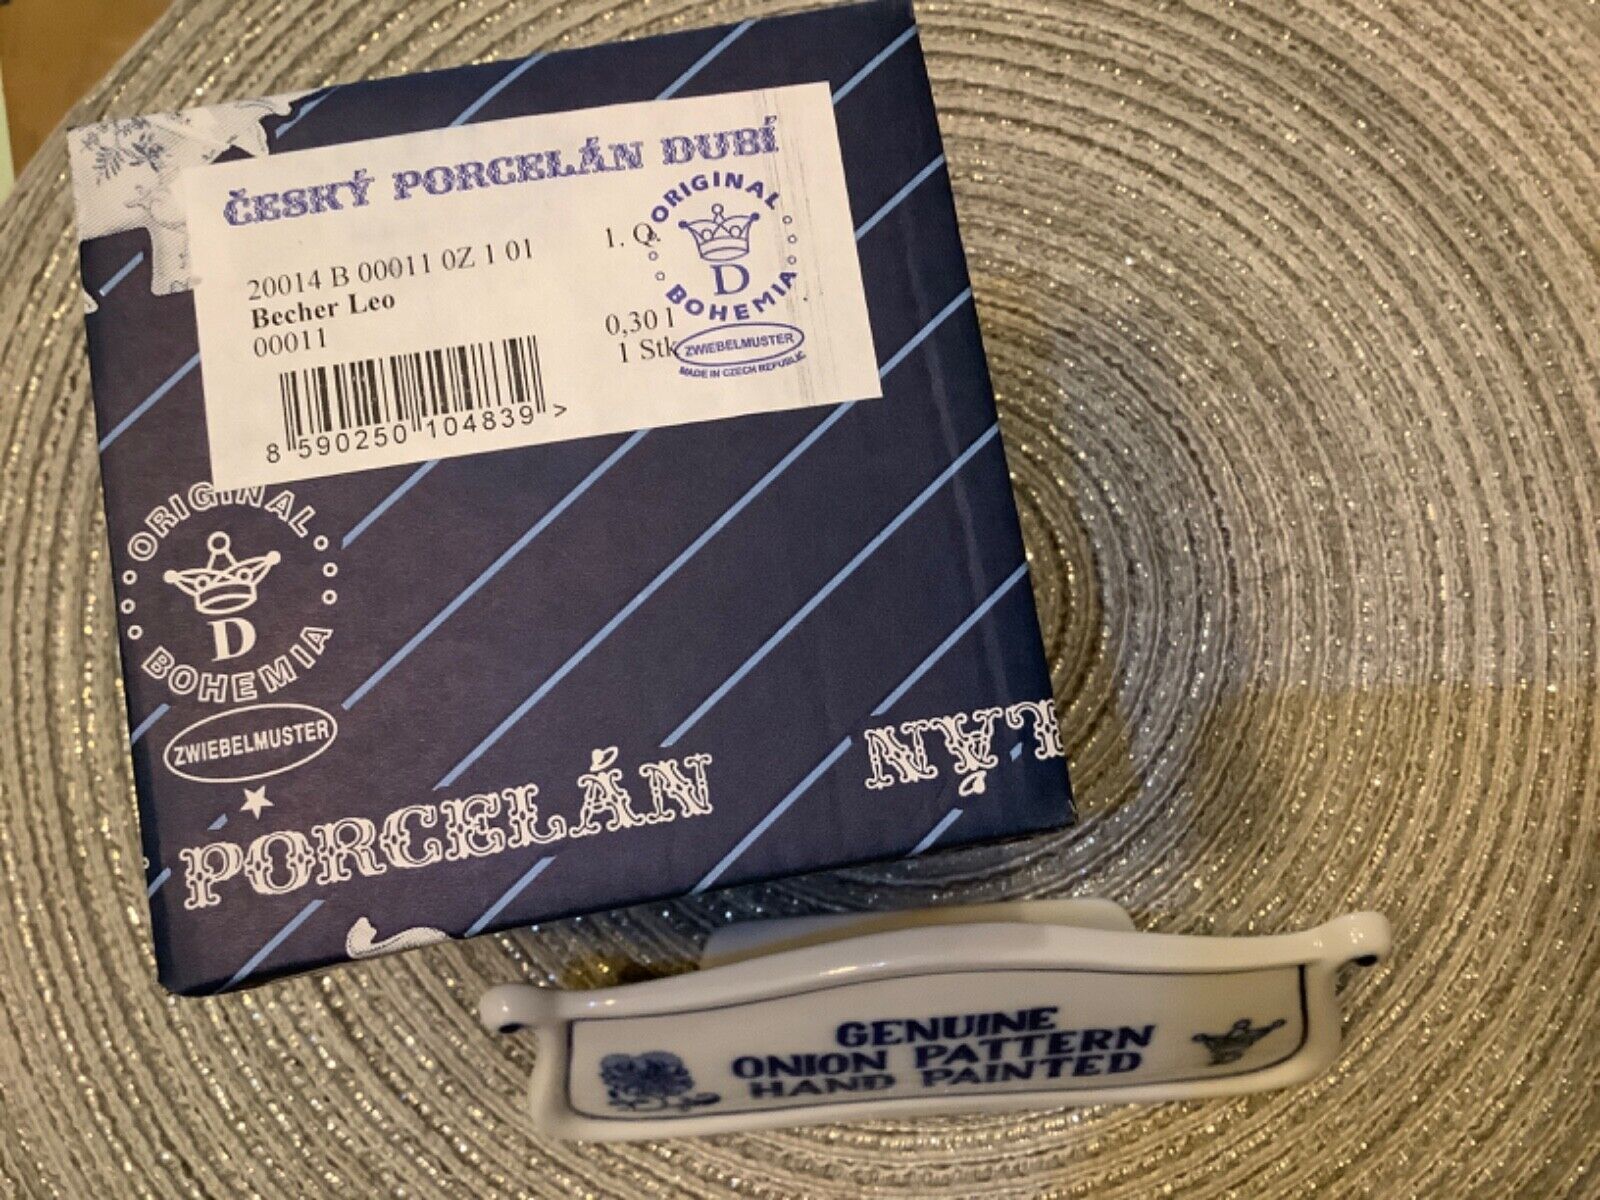 ČESKÝ PORCELÁN DUBÍ
20014 B 00011 0Z 1 01
1. Q.
Becher Leo
00011
0,30 l
1 Stk
8 590250 104839 >
ORIGINAL
D
BOHEMIA
ZWIEBELMUSTER
MADE IN CZECH REPUBLIC
ORIGINAL
D
BOHEMIA
ZWIEBELMUSTER
PORCELÁN
GENUINE
ONION PATTERN
HAND PAINTED